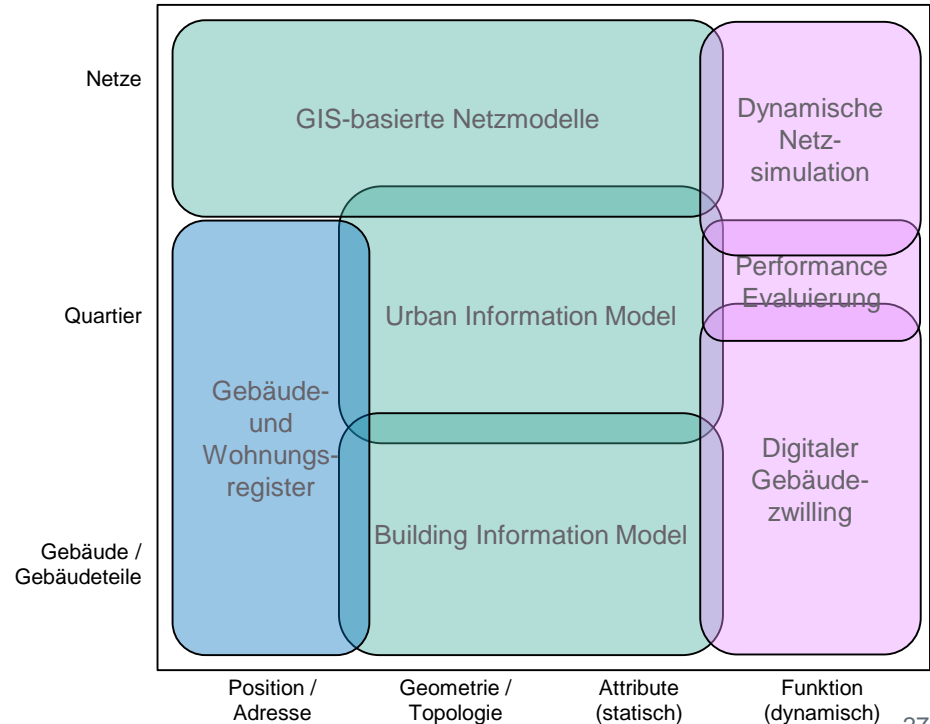 Netze
GIS-basierte Netzmodelle
Dynamische
Netz-
simulation
Performance
Evaluierung
Quartier
Urban Information Model
Gebäude-
und
Wohnungs-
register
Digitaler
Gebäude-
zwilling
Building Information Model
Gebäude /
Gebäudeteile
Position /
Adresse
Geometrie /
Topologie
Attribute
(statisch)
Funktion
(dynamisch)
27